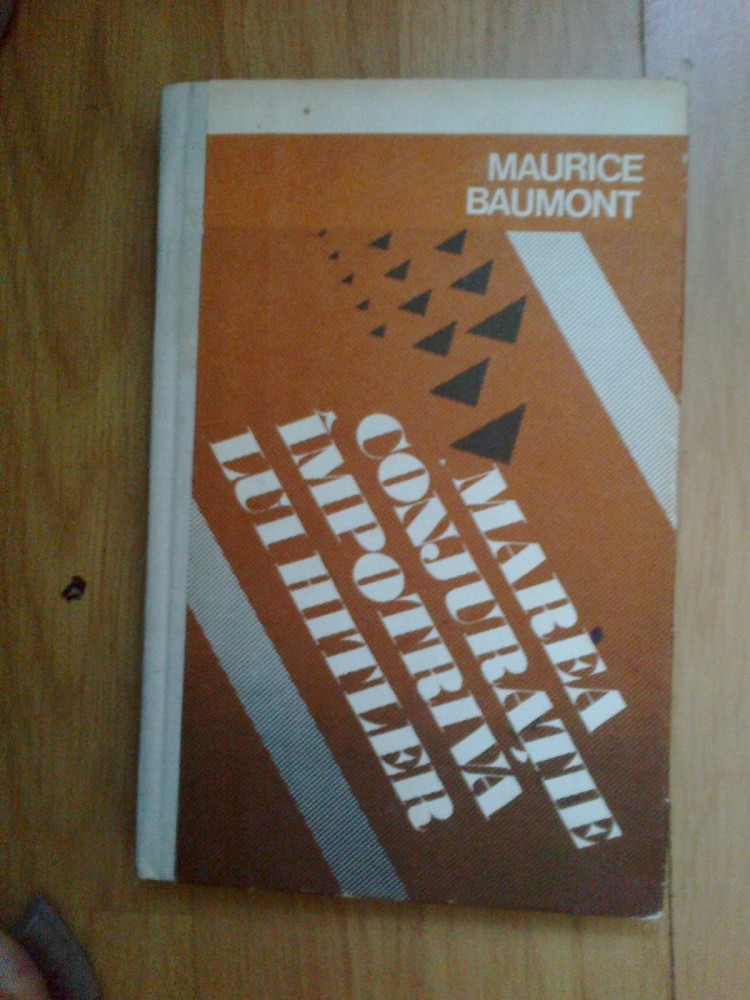 MAURICE
BAUMONT
MAREA
CONJURAȚIE
ÎMPOTRIVA
LUI HITLER